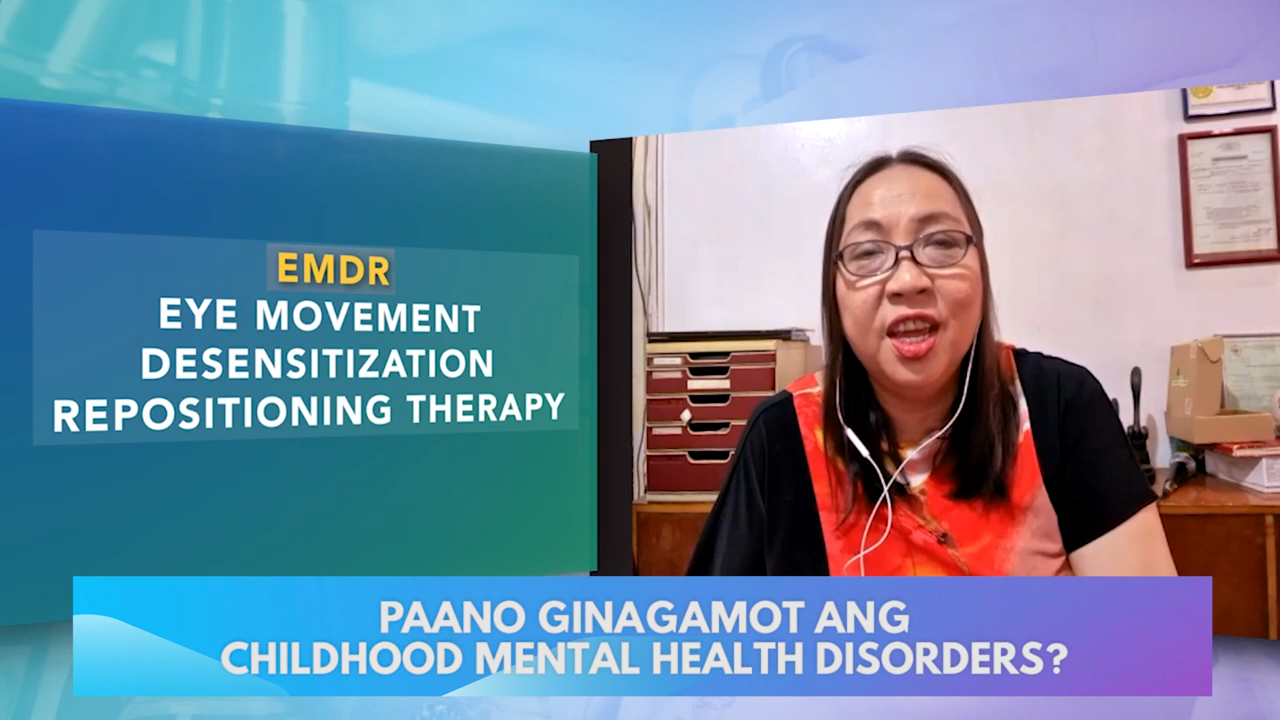 EMDR
EYE MOVEMENT
DESENSITIZATION
REPOSITIONING THERAPY
PAANO GINAGAMOT ANG
CHILDHOOD MENTAL HEALTH DISORDERS?